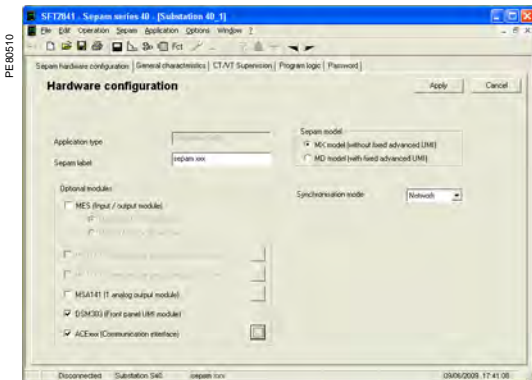 PE80510
SFT2841 - Sepam series 40 - [Substation 40_1]
File Edit Operation Sepam Application Options Window ?
Fct
Sepam hardware configuration General characteristics CT/VT Supervision Program logic Password
Hardware configuration
Apply Cancel
Application type
Sepam label sepam xxx
Sepam model
MX model (without fixed advanced UMI)
MD model (with fixed advanced UMI)
Synchronisation mode Network
Optional modules
MES (Input / output module)
MSA141 (1 analog output module)
DSM303 (Front panel UMI module)
ACExxx (Communication interface)
Disconnected Substation S40 sepam xxx 09/06/2009 17:41:08